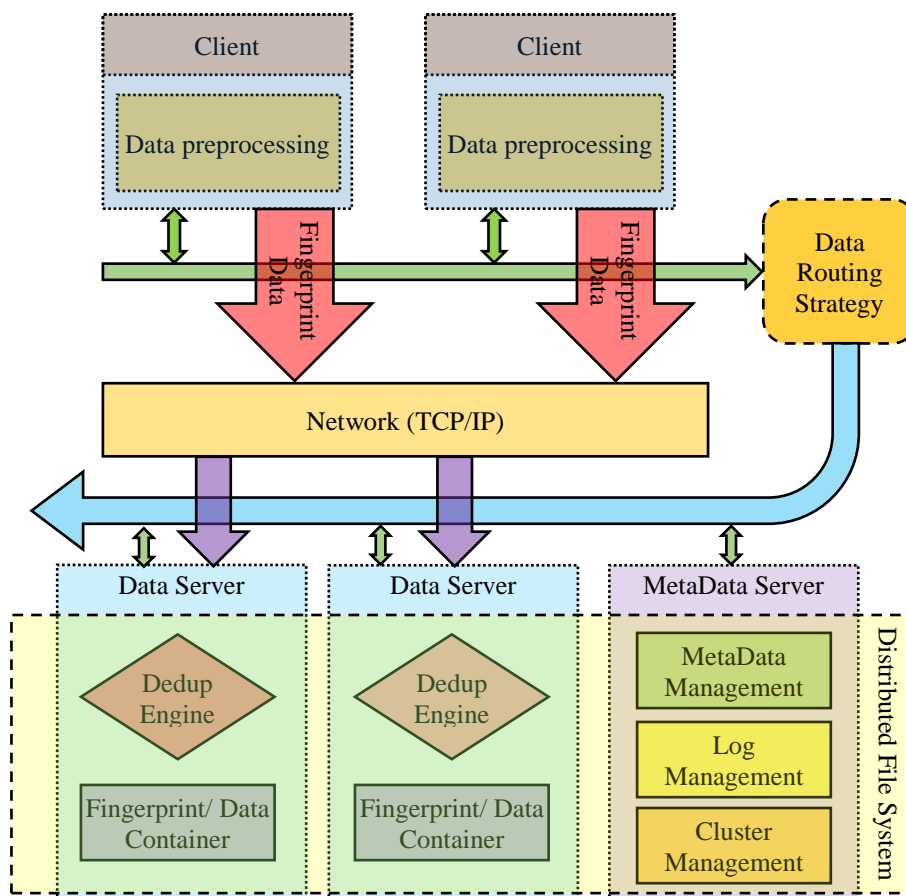 Client
Client
Data preprocessing
Data preprocessing
Fingerprint
Data
Fingerprint
Data
Data
Routing
Strategy
Network (TCP/IP)
Data Server
Data Server
MetaData Server
Dedup
Engine
Dedup
Engine
MetaData
Management
Log
Management
Fingerprint/ Data
Container
Fingerprint/ Data
Container
Cluster
Management
Distributed File System